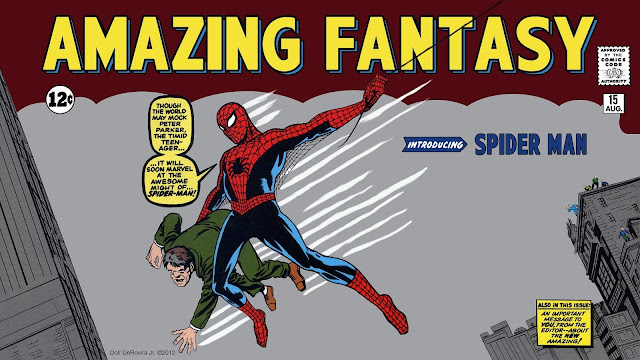 AMAZING FANTASY
APPROVED
BY THE
COMICS
CODE
AUTHORITY
12¢
15
AUG.
THOUGH
THE WORLD
MAY MOCK
PETER
PARKER,
THE TIMID
TEEN-
AGER...
...IT WILL
SOON MARVEL
AT THE
AWESOME
MIGHT OF...
SPIDER-MAN!
INTRODUCING SPIDER MAN
ALSO IN THIS ISSUE:
AN IMPORTANT
MESSAGE TO
YOU, FROM THE
EDITOR--ABOUT
THE NEW
AMAZING!
Dori DeRovira Jr. ©2012